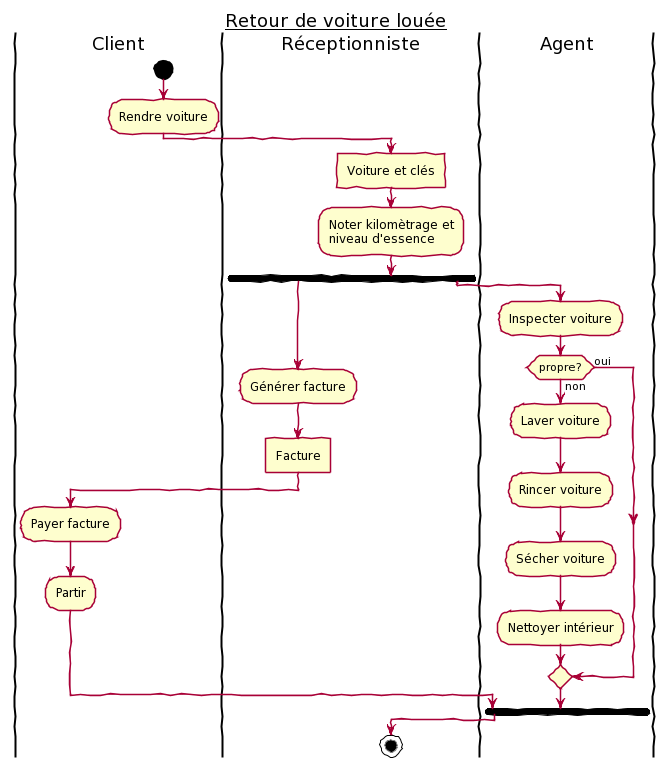 Retour de voiture louée
Client
Réceptionniste
Agent
Rendre voiture
Voiture et clés
Noter kilomètrage et
niveau d'essence
Inspecter voiture
propre?
oui
non
Générer facture
Laver voiture
Facture
Rincer voiture
Payer facture
Sécher voiture
Partir
Nettoyer intérieur